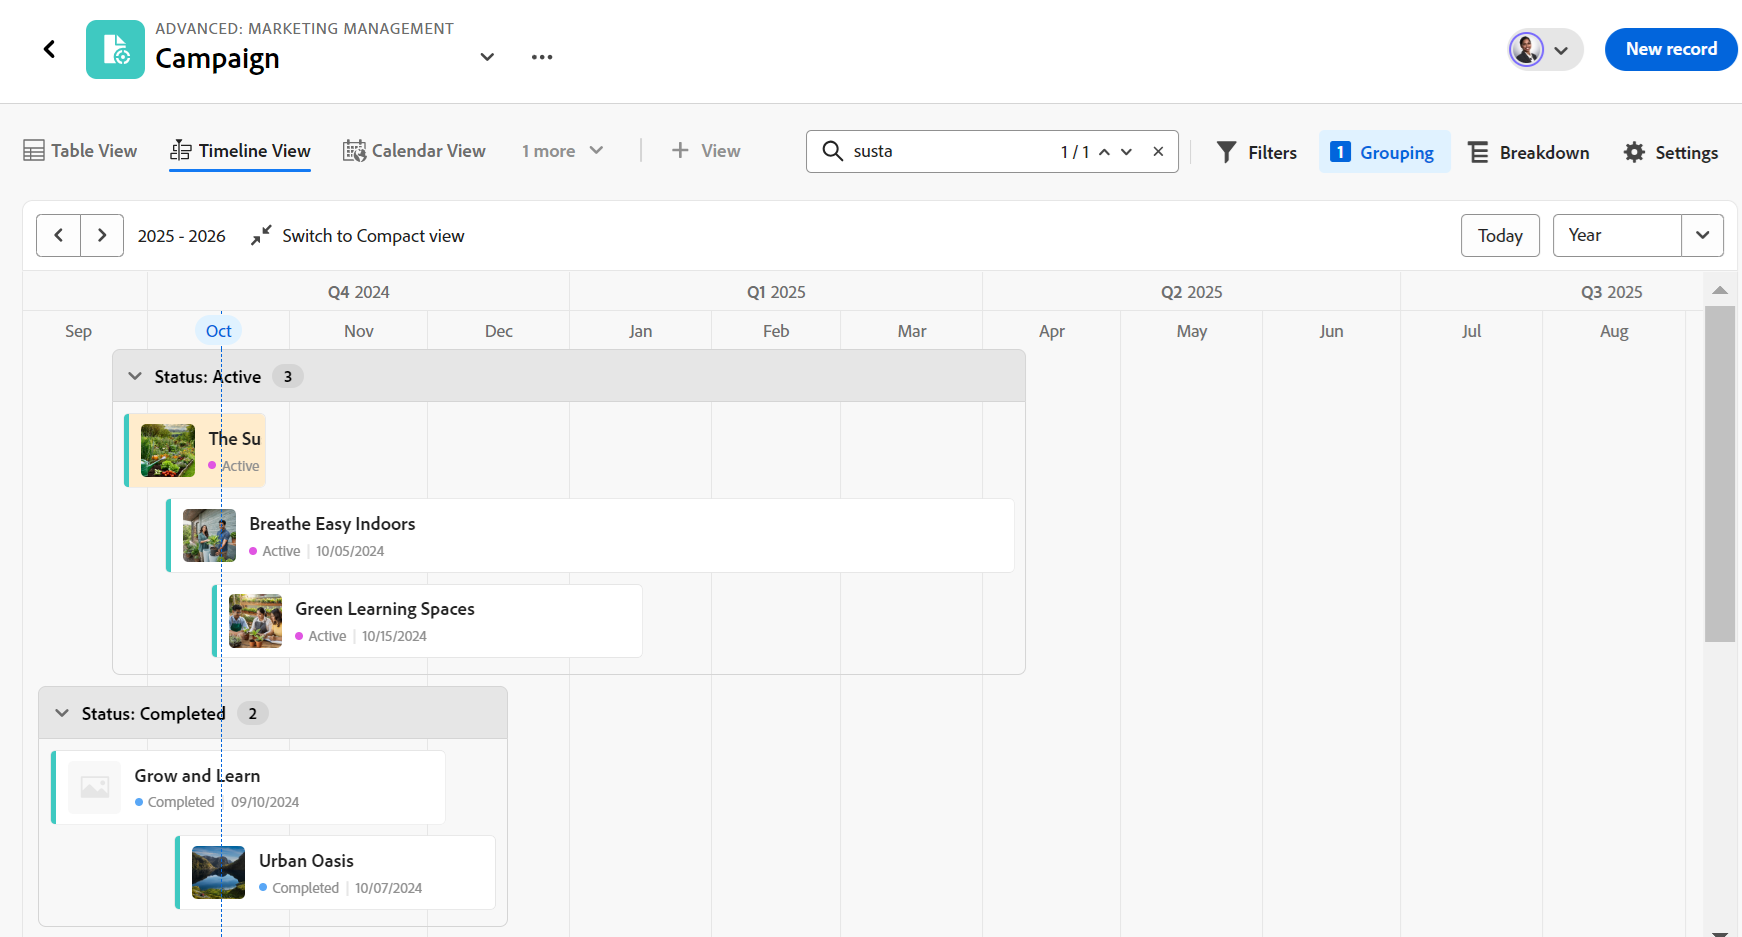 ADVANCED: MARKETING MANAGEMENT
Campaign
New record
Table View
Timeline View
Calendar View
1 more
View
susta
1 / 1
Filters
1 Grouping
Breakdown
Settings
2025 - 2026
Switch to Compact view
Today
Year
Q4 2024
Q1 2025
Q2 2025
Q3 2025
Sep
Oct
Nov
Dec
Jan
Feb
Mar
Apr
May
Jun
Jul
Aug
Status: Active 3
The Su
Active
Breathe Easy Indoors
Active | 10/05/2024
Green Learning Spaces
Active | 10/15/2024
Status: Completed 2
Grow and Learn
Completed | 09/10/2024
Urban Oasis
Completed | 10/07/2024